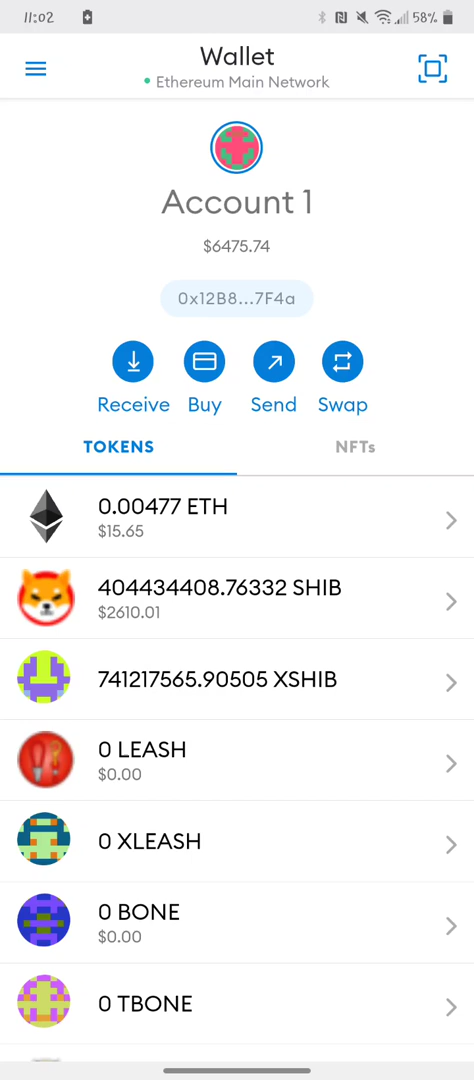 11:02
58%
Wallet
Ethereum Main Network
Account 1
$6475.74
0x12B8...7F4a
Receive Buy Send Swap
TOKENS NFTs
0.00477 ETH
$15.65
404434408.76332 SHIB
$2610.01
741217565.90505 XSHIB
0 LEASH
$0.00
0 XLEASH
0 BONE
$0.00
0 TBONE